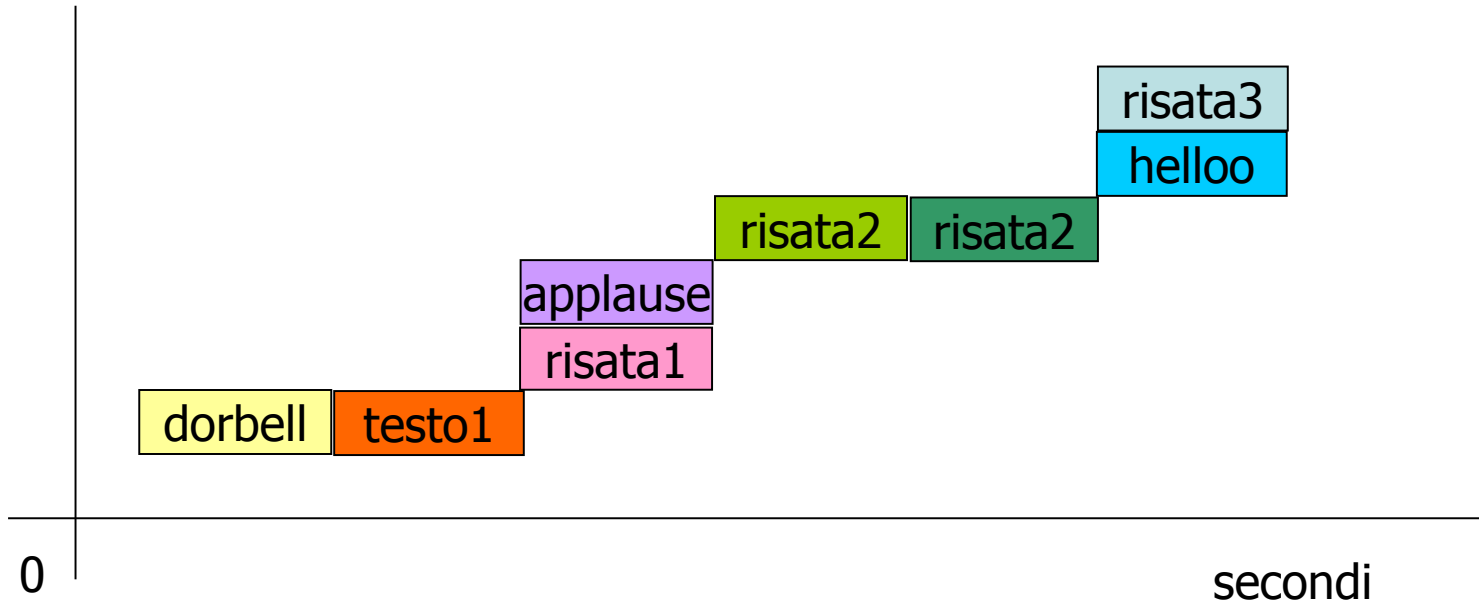 risata3
helloo
risata2 risata2
applause
risata1
dorbell testo1
0 secondi